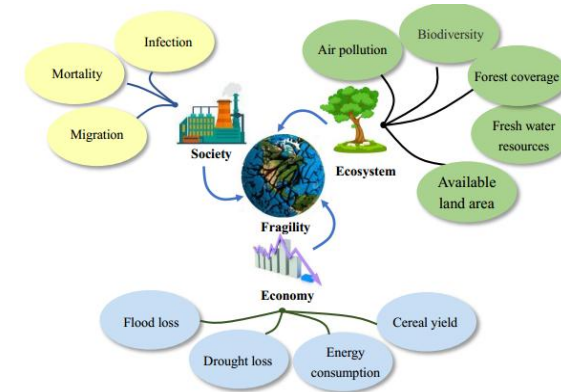 Infection
Mortality
Migration
Society
Air pollution
Biodiversity
Forest coverage
Fresh water
resources
Available
land area
Ecosystem
Fragility
Economy
Flood loss
Drought loss
Energy
consumption
Cereal yield